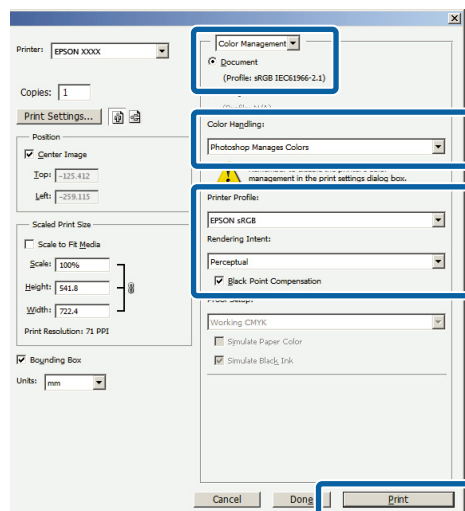 Printer: EPSON XXXX
Copies: 1
Print Settings...
Position
Center Image
Top: -125.412
Left: -259.115
Scaled Print Size
Scale to Fit Media
Scale: 100%
Height: 541.8
Width: 722.4
Print Resolution: 71 PPI
Bounding Box
Units: mm
Color Management
Document
(Profile: sRGB IEC61966-2.1)
Color Handling:
Photoshop Manages Colors
management in the print settings dialog box.
Printer Profile:
EPSON sRGB
Rendering Intent:
Perceptual
Black Point Compensation
Working CMYK
Simulate Paper Color
Simulate Black Ink
Cancel
Done
Print